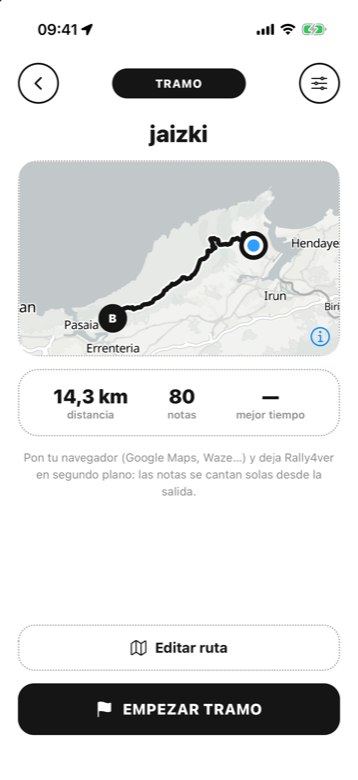 09:41
TRAMO
jaizki
Hendaye
Irun
Biri
an
Pasaia
B
Errenteria
14,3 km
distancia
80
notas
—
mejor tiempo
Pon tu navegador (Google Maps, Waze...) y deja Rally4ver
en segundo plano: las notas se cantan solas desde la
salida.
Editar ruta
EMPEZAR TRAMO